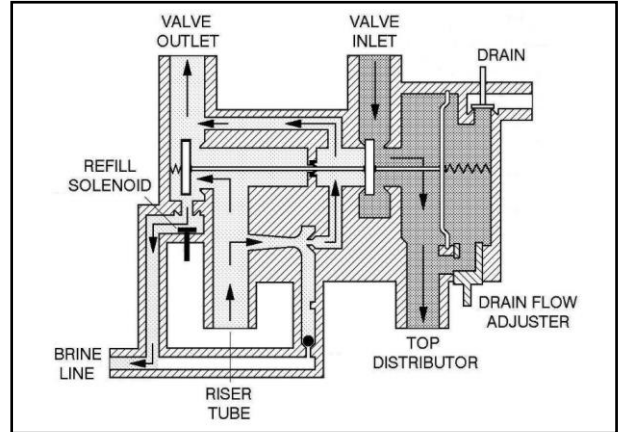 VALVE
OUTLET
VALVE
INLET
DRAIN
REFILL
SOLENOID
DRAIN FLOW
ADJUSTER
BRINE
LINE
RISER
TUBE
TOP
DISTRIBUTOR